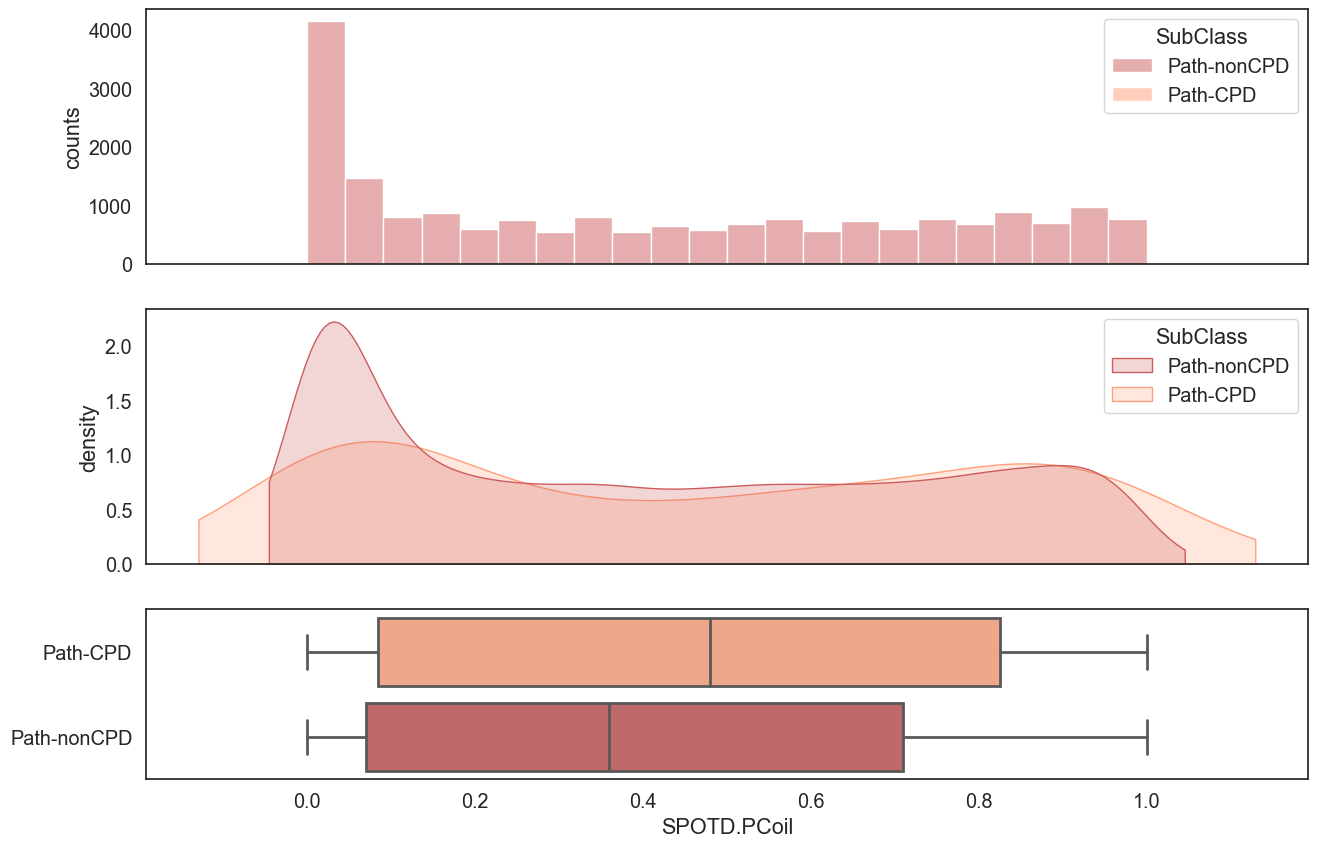 4000
3000
2000
1000
0
counts
SubClass
Path-nonCPD
Path-CPD
2.0
1.5
1.0
0.5
0.0
density
SubClass
Path-nonCPD
Path-CPD
Path-CPD
Path-nonCPD
0.0 0.2 0.4 0.6 0.8 1.0
SPOTD.PCoil